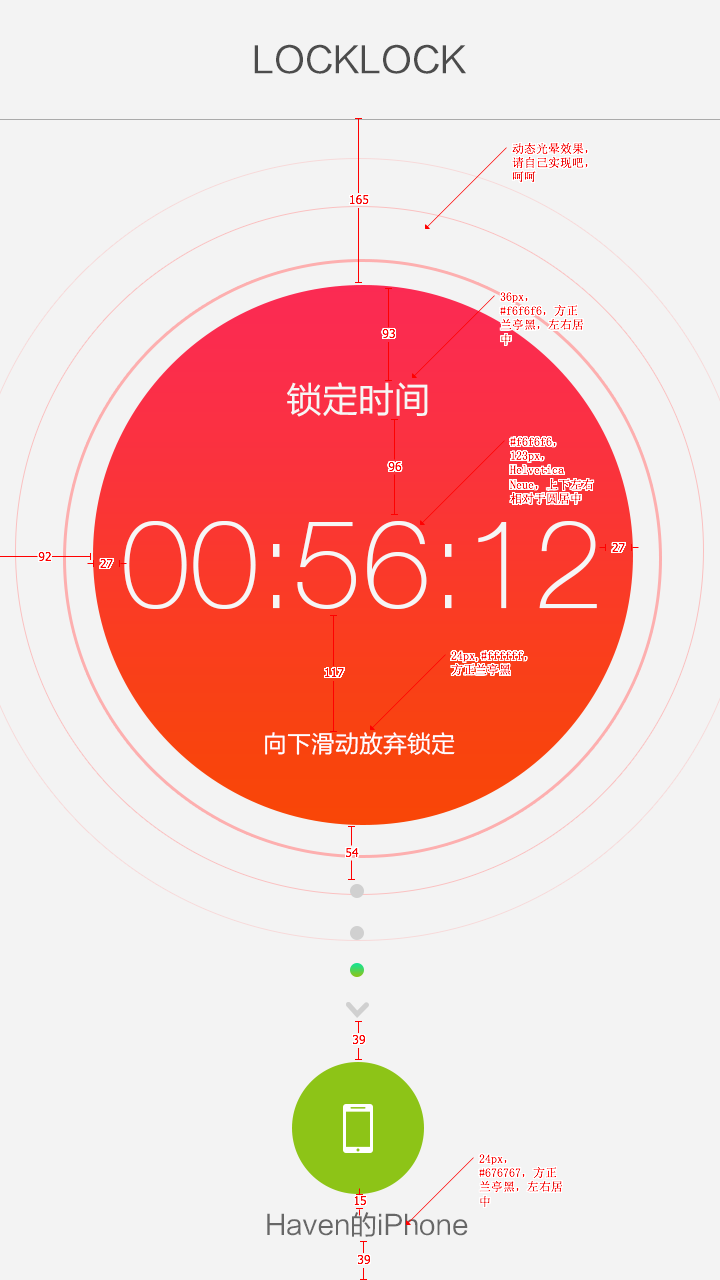 LOCKLOCK
动态光晕效果，
请自己实现吧，
呵呵
165
36px，
#f6f6f6，方正
兰亭黑，左右居
中
93
锁定时间
#f6f6f6，
123px，
Helvetica
Neue，上下左右
相对于圆居中
96
00:56:12
92
27
27
24px,#ffffff，
方正兰亭黑
117
向下滑动放弃锁定
54
39
24px，
#676767，方正
兰亭黑，左右居
中
15
Haven的iPhone
39